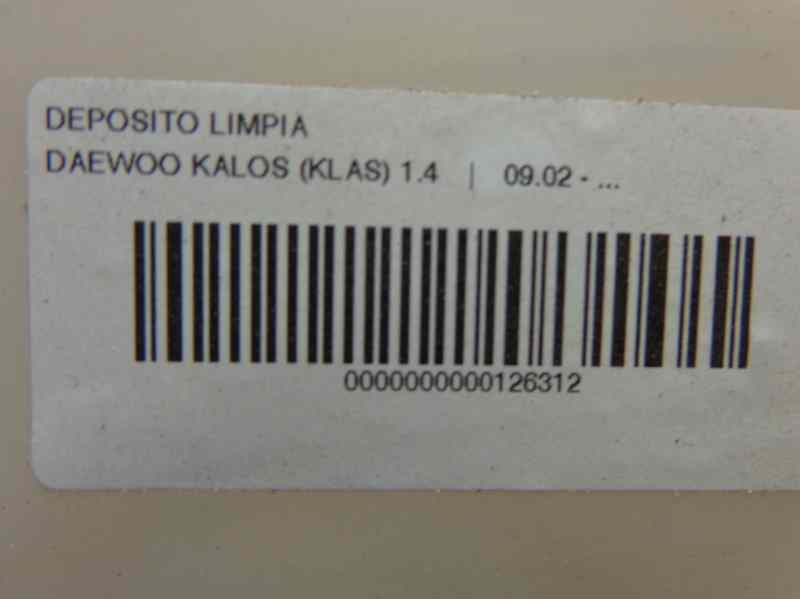 DEPOSITO LIMPIA
DAEWOO KALOS (KLAS) 1.4 | 09.02 - ...
0000000000126312